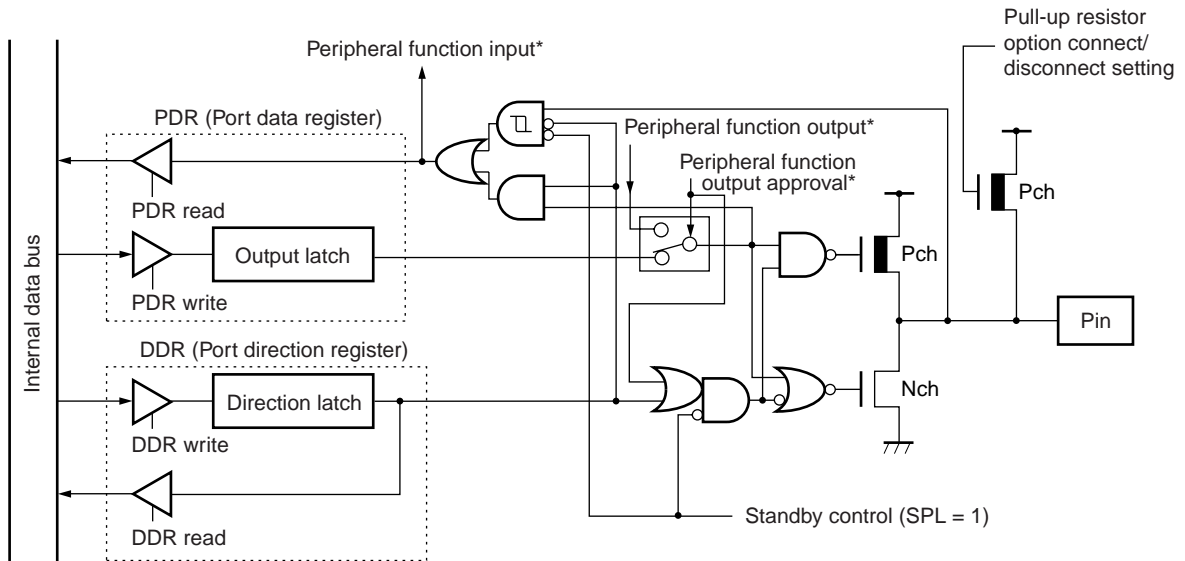 Pull-up resistor
option connect/
disconnect setting
Peripheral function input*
PDR (Port data register)
Peripheral function output*
Peripheral function
output approval*
Pch
PDR read
Internal data bus
Output latch
Pch
PDR write
Pin
DDR (Port direction register)
Direction latch
Nch
DDR write
Standby control (SPL = 1)
DDR read